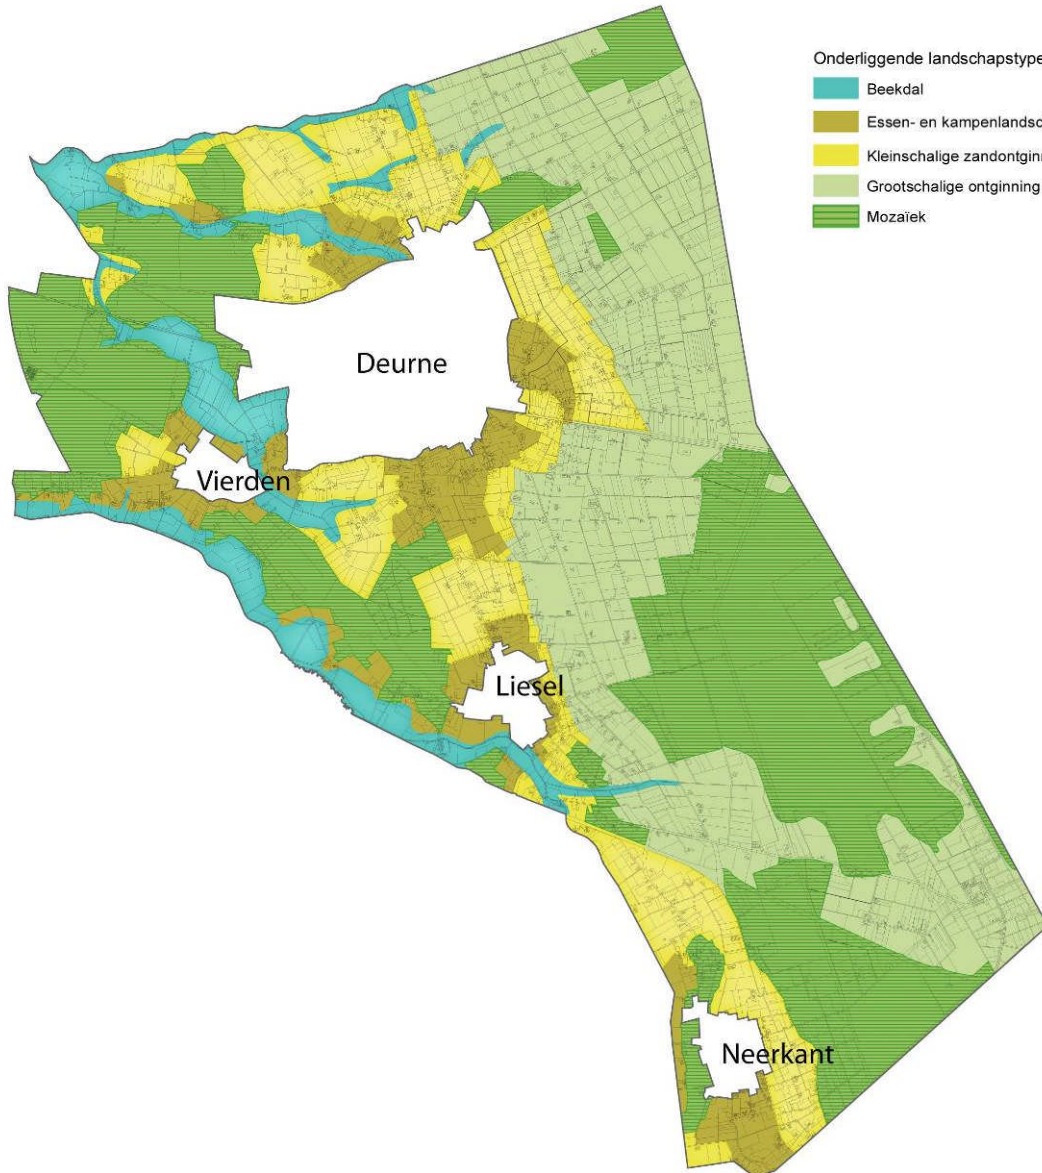 Onderliggende landschapstype
Beekdal
Essen- en kampenlandsc
Kleinschalige zandontginn
Grootschalige ontginning
Mozaïek
Deurne
Vierden
Liesel
Neerkant